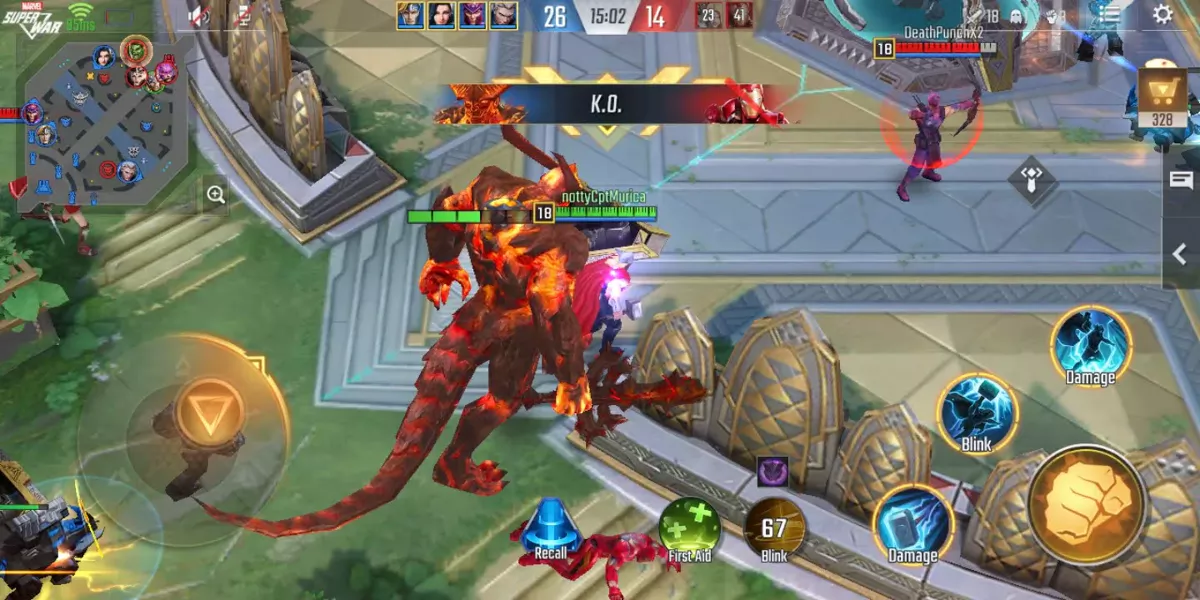 MARVEL
SUPER WAR
95ms
26
15:02
14
23
41
18
DeathPunchX2
18
K.O.
328
nottyCptMurica
18
Damage
Blink
Recall
First Aid
67
Blink
Damage